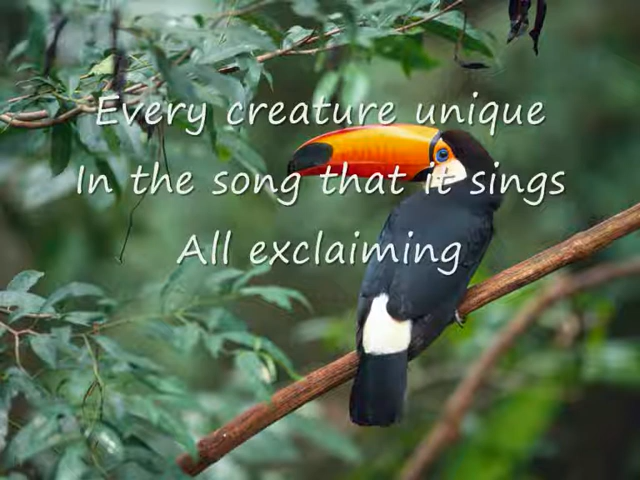 Every creature unique
In the song that it sings
All exclaiming